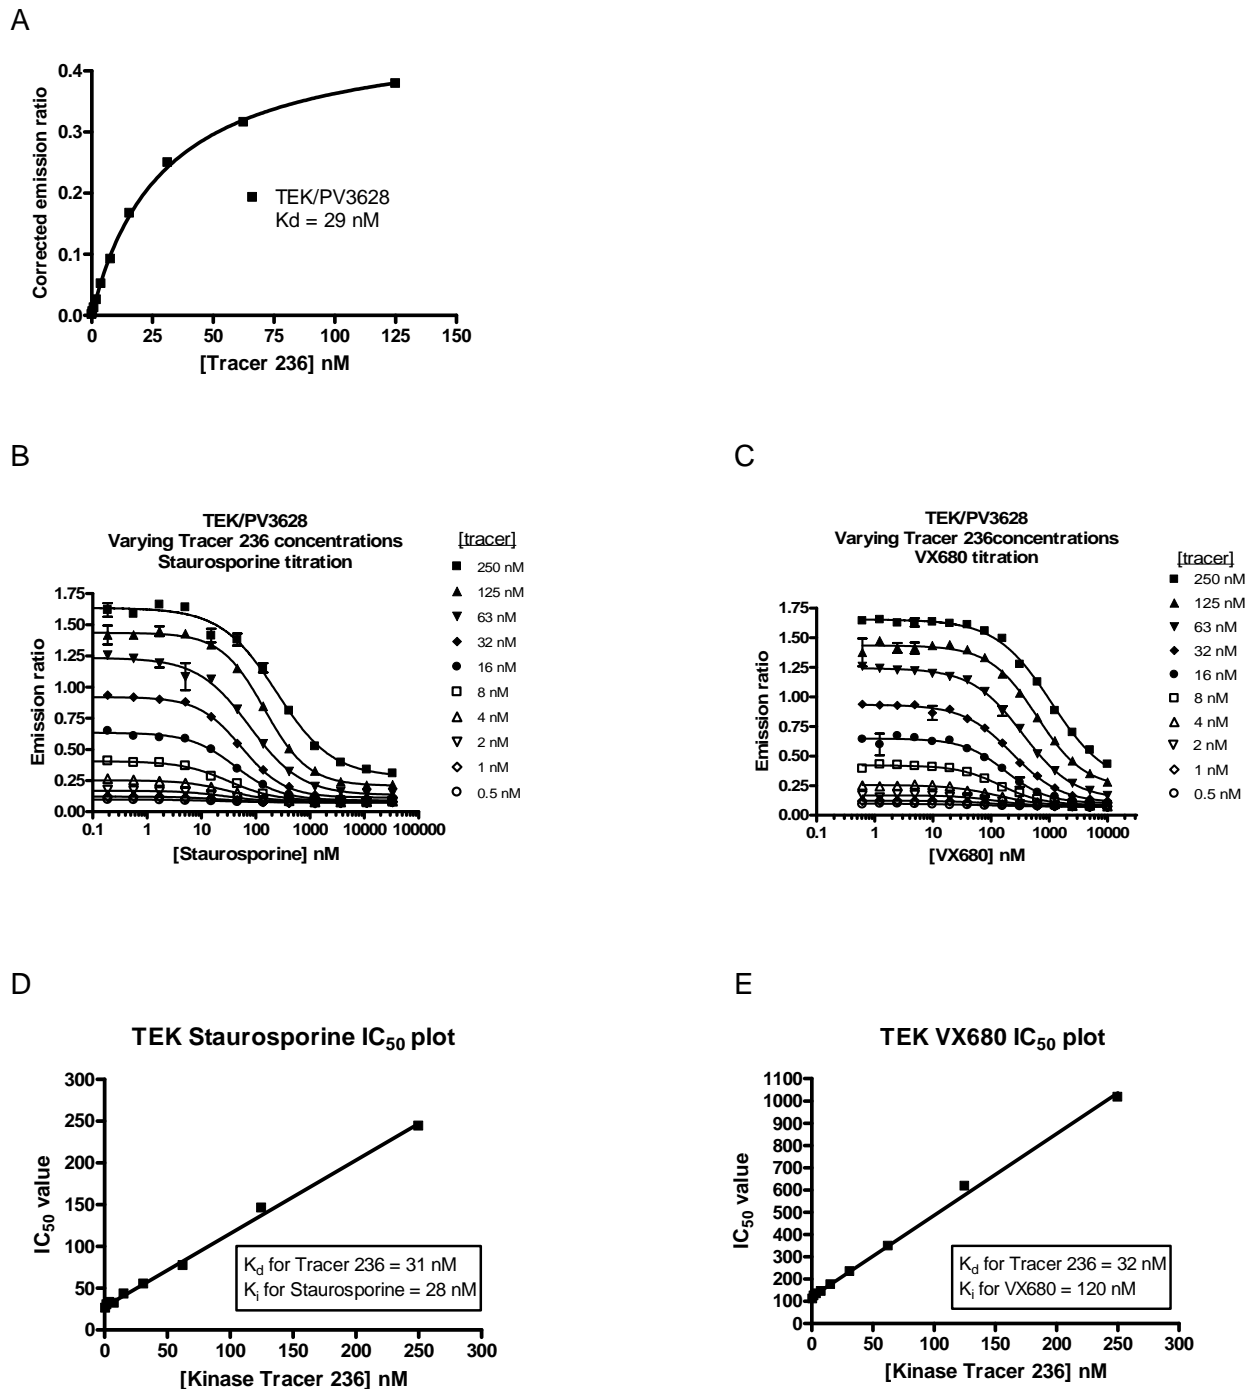 A
0.4
0.3
0.2
0.1
0.0
Corrected emission ratio
TEK/PV3628
Kd = 29 nM
0 25 50 75 100 125 150
[Tracer 236] nM
B
TEK/PV3628
Varying Tracer 236 concentrations
Staurosporine titration
[tracer]
250 nM
125 nM
63 nM
32 nM
16 nM
8 nM
4 nM
2 nM
1 nM
0.5 nM
1.75
1.50
1.25
1.00
0.75
0.50
0.25
0.00
Emission ratio
0.1 1 10 100 1000 10000 100000
[Staurosporine] nM
C
TEK/PV3628
Varying Tracer 236concentrations
VX680 titration
[tracer]
250 nM
125 nM
63 nM
32 nM
16 nM
8 nM
4 nM
2 nM
1 nM
0.5 nM
1.75
1.50
1.25
1.00
0.75
0.50
0.25
0.00
Emission ratio
0.1 1 10 100 1000 10000
[VX680] nM
D
TEK Staurosporine IC50 plot
300
250
200
150
100
50
0
IC50 value
Kd for Tracer 236 = 31 nM
Ki for Staurosporine = 28 nM
0 50 100 150 200 250 300
[Kinase Tracer 236] nM
E
TEK VX680 IC50 plot
1100
1000
900
800
700
600
500
400
300
200
100
0
IC50 value
Kd for Tracer 236 = 32 nM
Ki for VX680 = 120 nM
0 50 100 150 200 250 300
[Kinase Tracer 236] nM